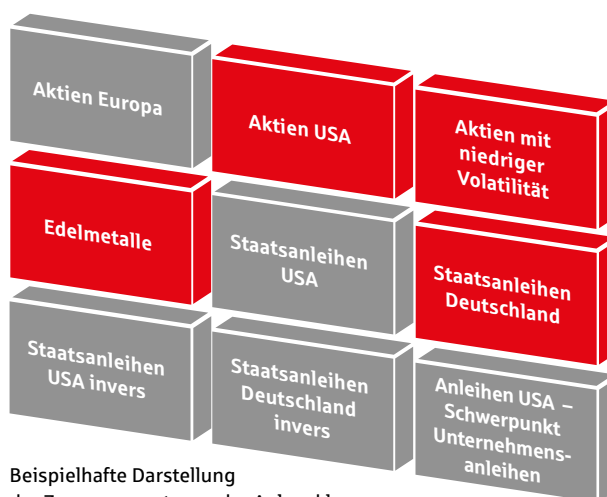 Aktien Europa
Aktien USA
Aktien mit
niedriger
Volatilität
Edelmetalle
Staatsanleihen
USA
Staatsanleihen
Deutschland
Staatsanleihen
USA invers
Staatsanleihen
Deutschland
invers
Anleihen USA –
Schwerpunkt
Unternehmens-
anleihen
Beispielhafte Darstellung